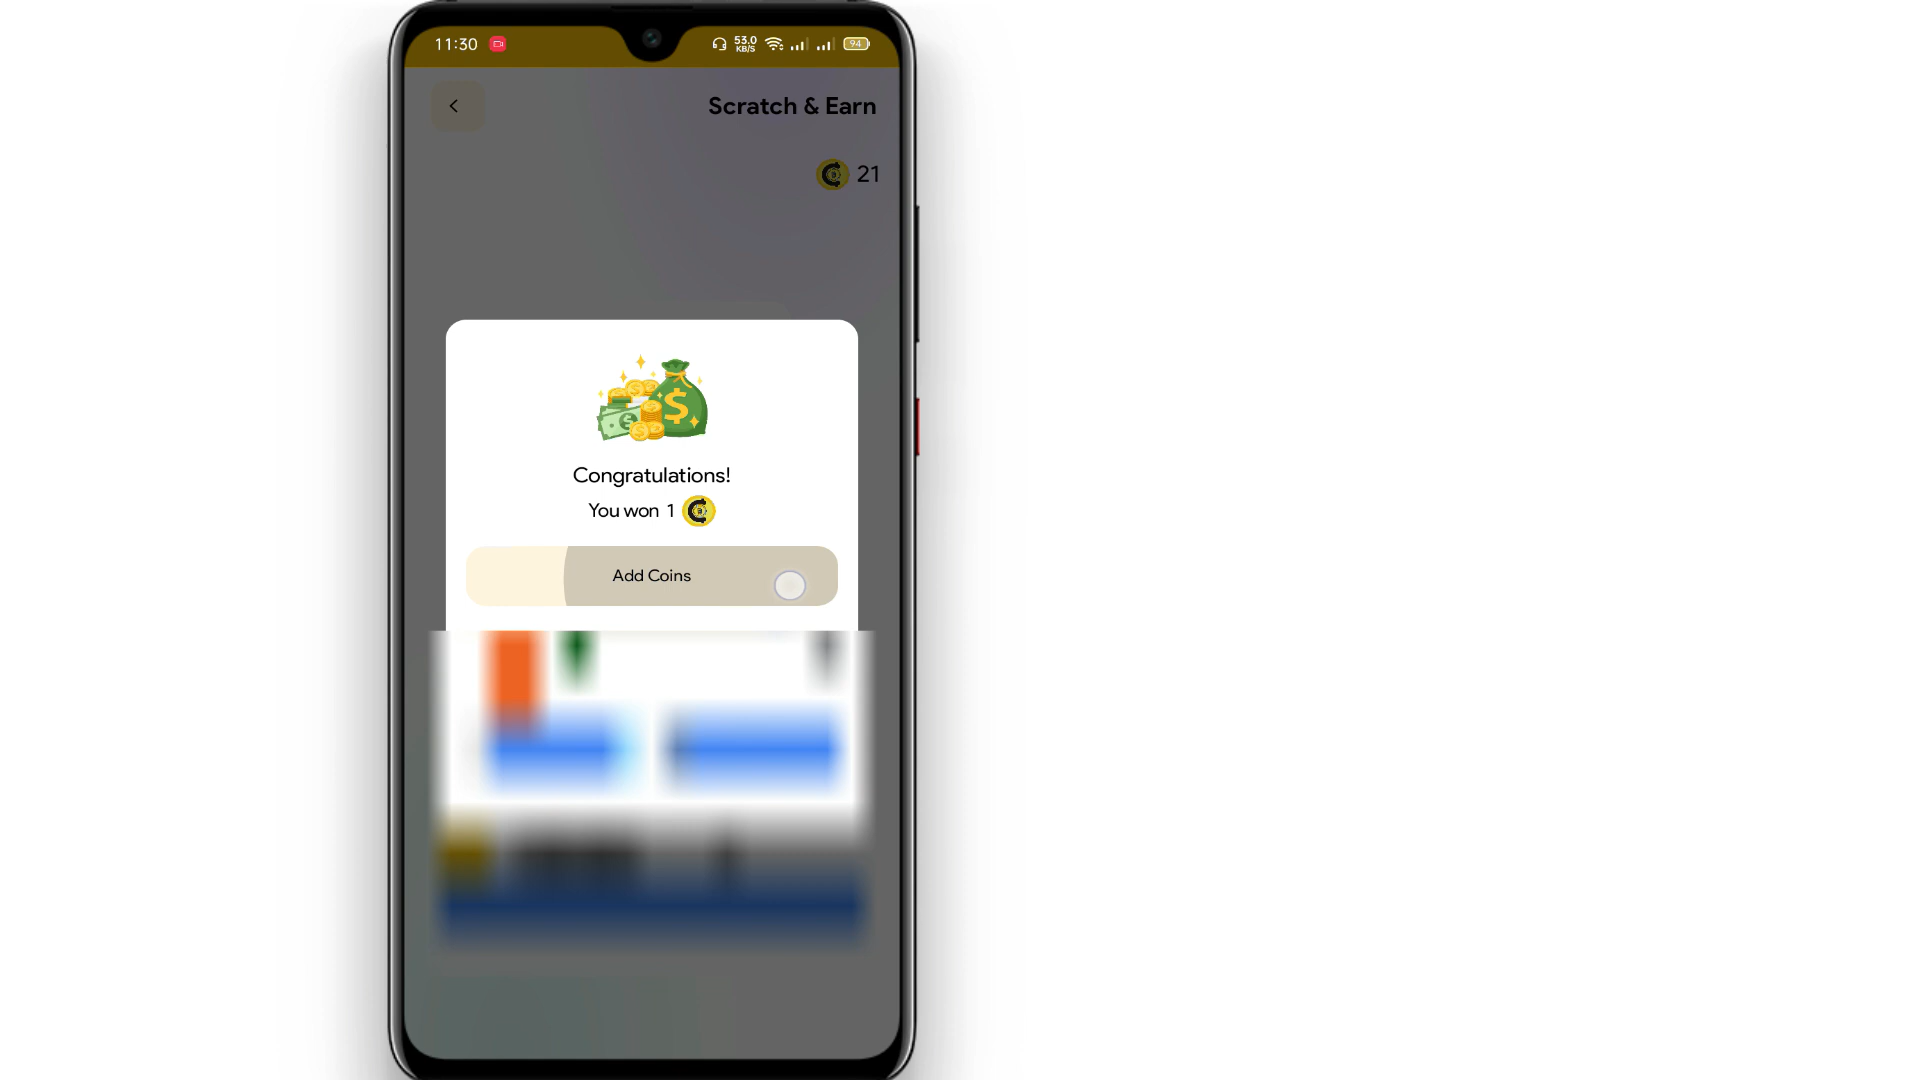 11:30
53.0
KB/S
94
Scratch & Earn
21
Congratulations!
You won 1
Add Coins